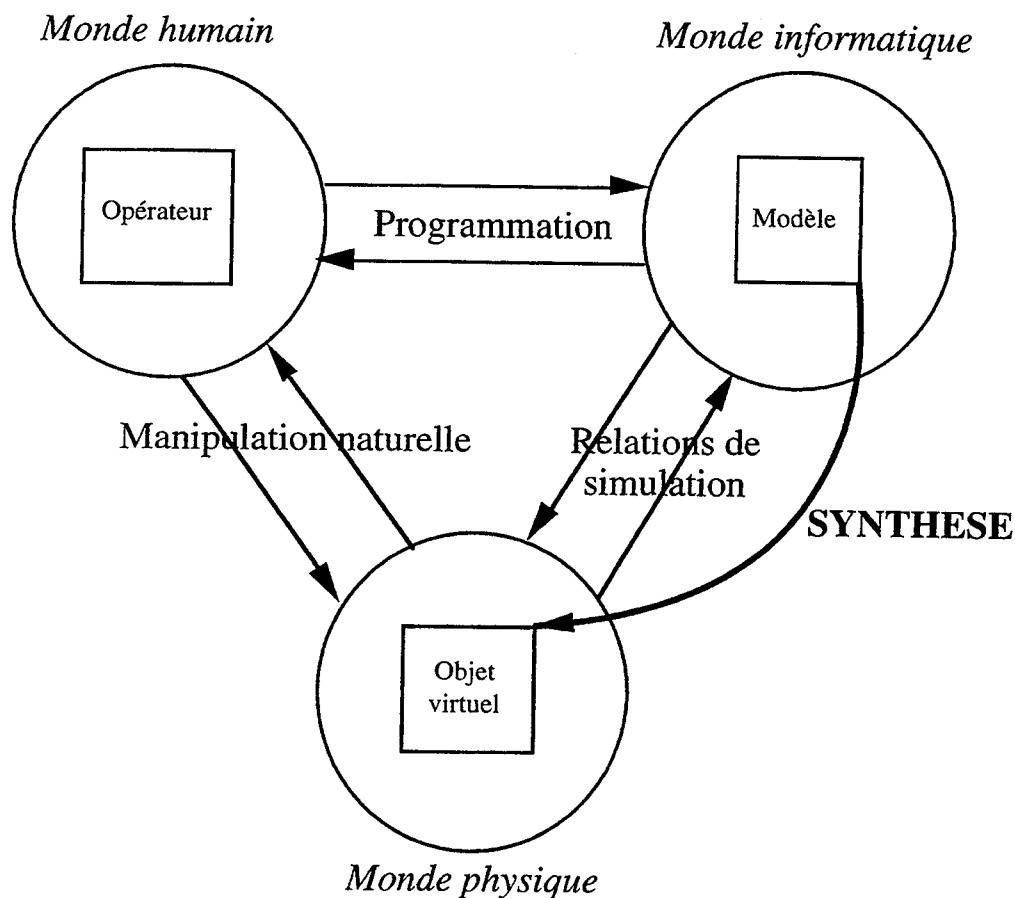 Monde humain
Monde informatique
Opérateur
Modèle
Programmation
Manipulation naturelle
Relations de
simulation
SYNTHESE
Objet
virtuel
Monde physique